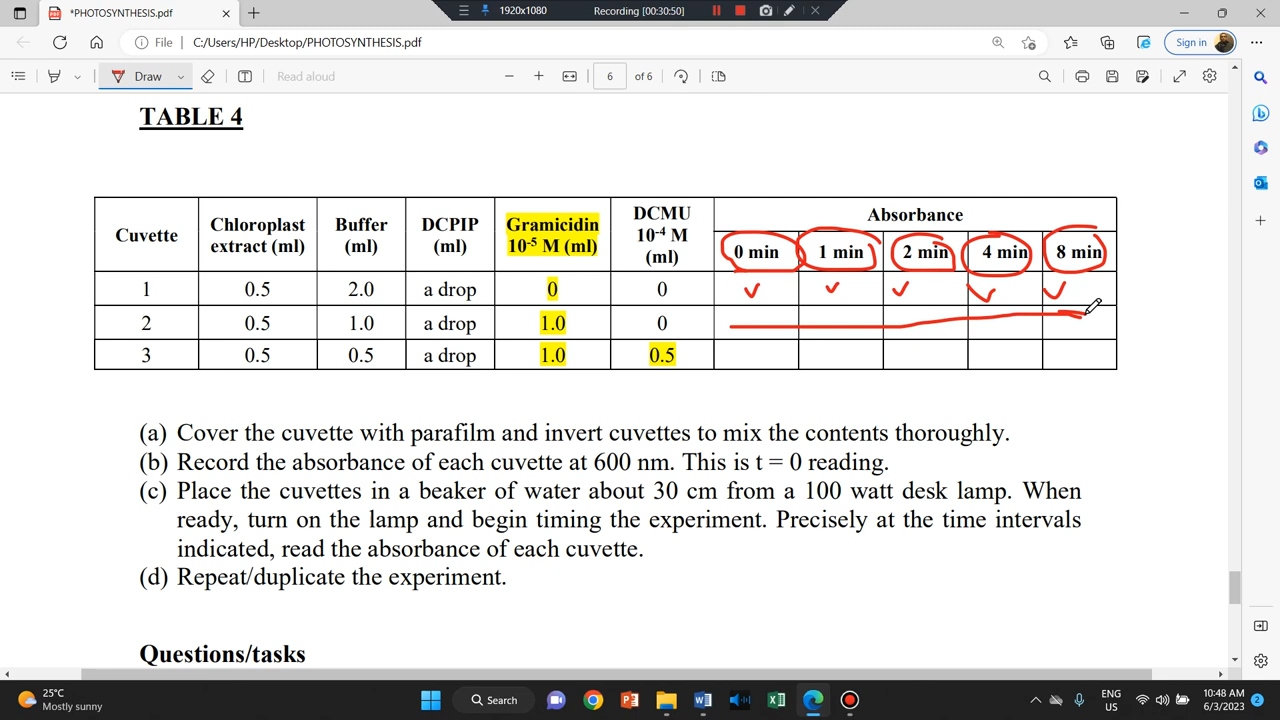 *PHOTOSYNTHESIS.pdf
1920x1080 Recording [00:30:50]
File C:/Users/HP/Desktop/PHOTOSYNTHESIS.pdf Sign in
Draw Read aloud 6 of 6
TABLE 4
Cuvette Chloroplast extract (ml) Buffer (ml) DCPIP (ml) Gramicidin 10-5 M (ml) DCMU 10-4 M (ml) Absorbance
0 min 1 min 2 min 4 min 8 min
1 0.5 2.0 a drop 0 0
2 0.5 1.0 a drop 1.0 0
3 0.5 0.5 a drop 1.0 0.5
(a) Cover the cuvette with parafilm and invert cuvettes to mix the contents thoroughly.
(b) Record the absorbance of each cuvette at 600 nm. This is t = 0 reading.
(c) Place the cuvettes in a beaker of water about 30 cm from a 100 watt desk lamp. When
ready, turn on the lamp and begin timing the experiment. Precisely at the time intervals
indicated, read the absorbance of each cuvette.
(d) Repeat/duplicate the experiment.
Questions/tasks
25°C
Mostly sunny
Search
ENG
US
10:48 AM
6/3/2023
2